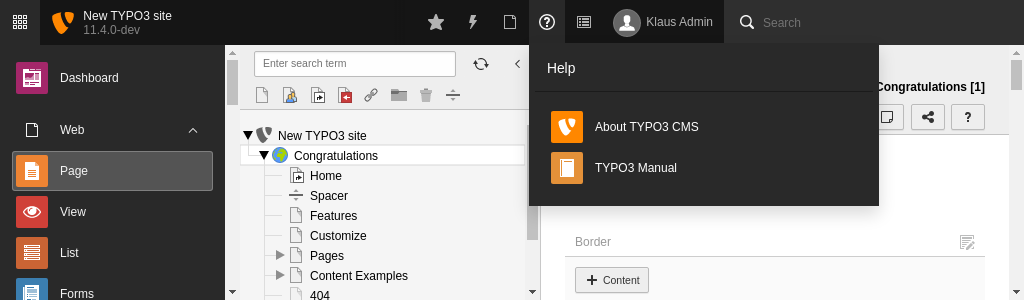 New TYPO3 site
11.4.0-dev
Klaus Admin
Search
Dashboard
Web
Page
View
List
Forms
Enter search term
New TYPO3 site
Congratulations
Home
Spacer
Features
Customize
Pages
Content Examples
404
Help
About TYPO3 CMS
TYPO3 Manual
Congratulations [1]
?
Border
+ Content